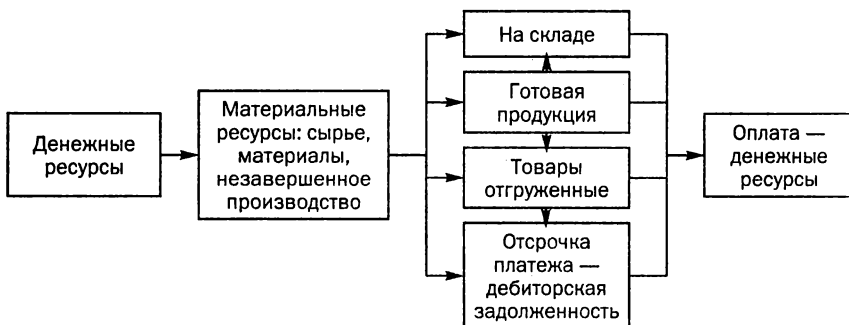 Денежные
ресурсы
Материальные
ресурсы: сырье,
материалы,
незавершенное
производство
На складе
Готовая
продукция
Товары
отгруженные
Отсрочка
платежа —
дебиторская
задолженность
Оплата —
денежные
ресурсы